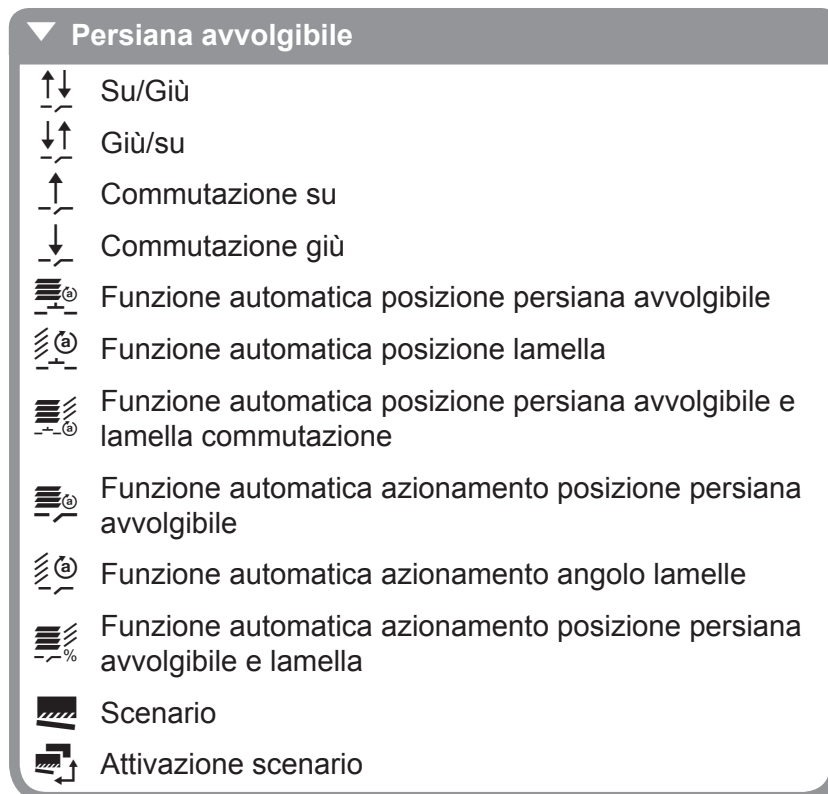 Persiana avvolgibile
Su/Giù
Giù/su
Commutazione su
Commutazione giù
Funzione automatica posizione persiana avvolgibile
Funzione automatica posizione lamella
Funzione automatica posizione persiana avvolgibile e
lamella commutazione
Funzione automatica azionamento posizione persiana
avvolgibile
Funzione automatica azionamento angolo lamelle
Funzione automatica azionamento posizione persiana
avvolgibile e lamella
Scenario
Attivazione scenario